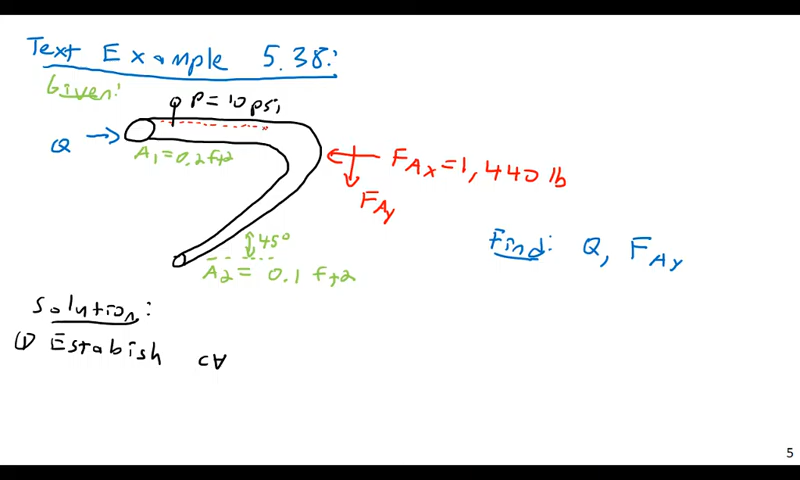 Text Example 5.38:
Given:
P = 10 psi
Q
A1 = 0.2 ft2
FAx = 1,440 lb
FAy
45°
A2 = 0.1 ft2
Find: Q, FAy
Solution:
(1) Estabish c∀
5